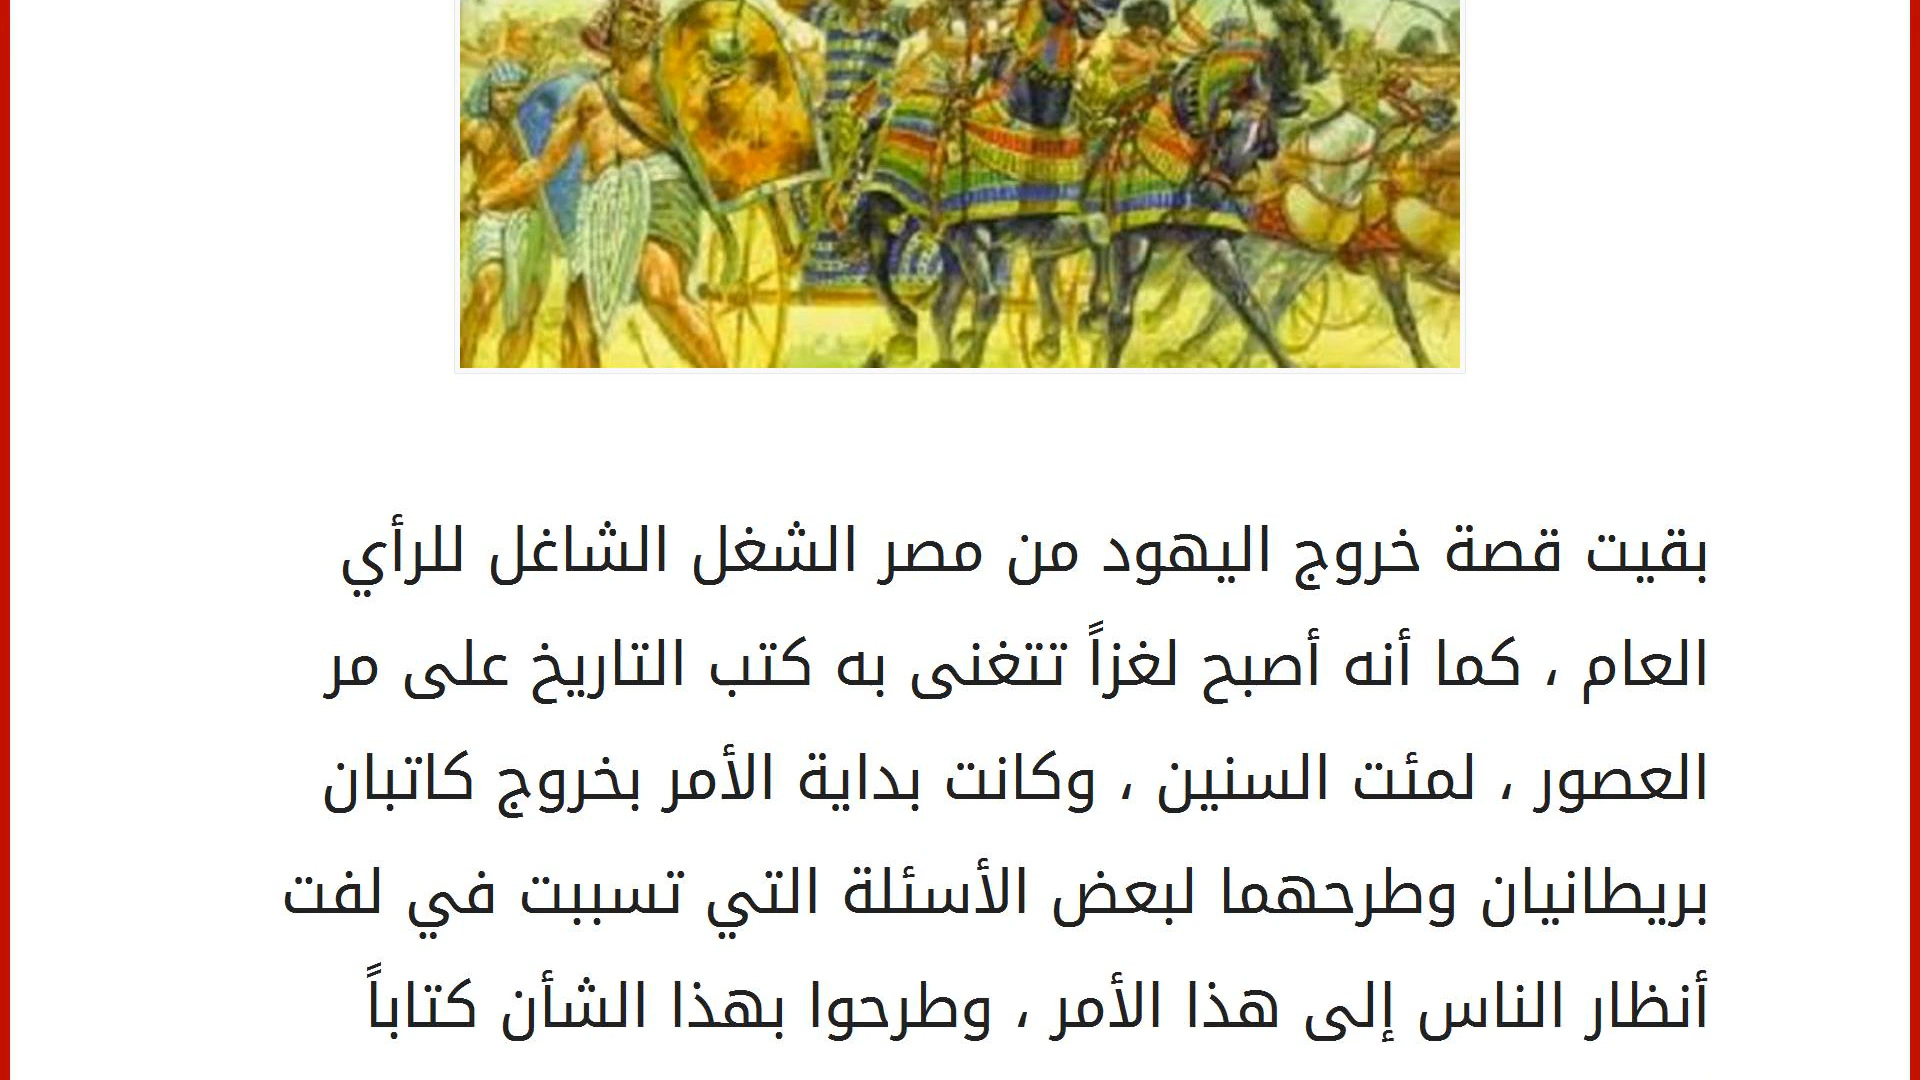 بقيت قصة خروج اليهود من مصر الشغل الشاغل للرأي
العام ، كما أنه أصبح لغزاً تتغنى به كتب التاريخ على مر
العصور ، لمئت السنين ، وكانت بداية الأمر بخروج كاتبان
بريطانيان وطرحهما لبعض الأسئلة التي تسببت في لفت
أنظار الناس إلى هذا الأمر ، وطرحوا بهذا الشأن كتاباً